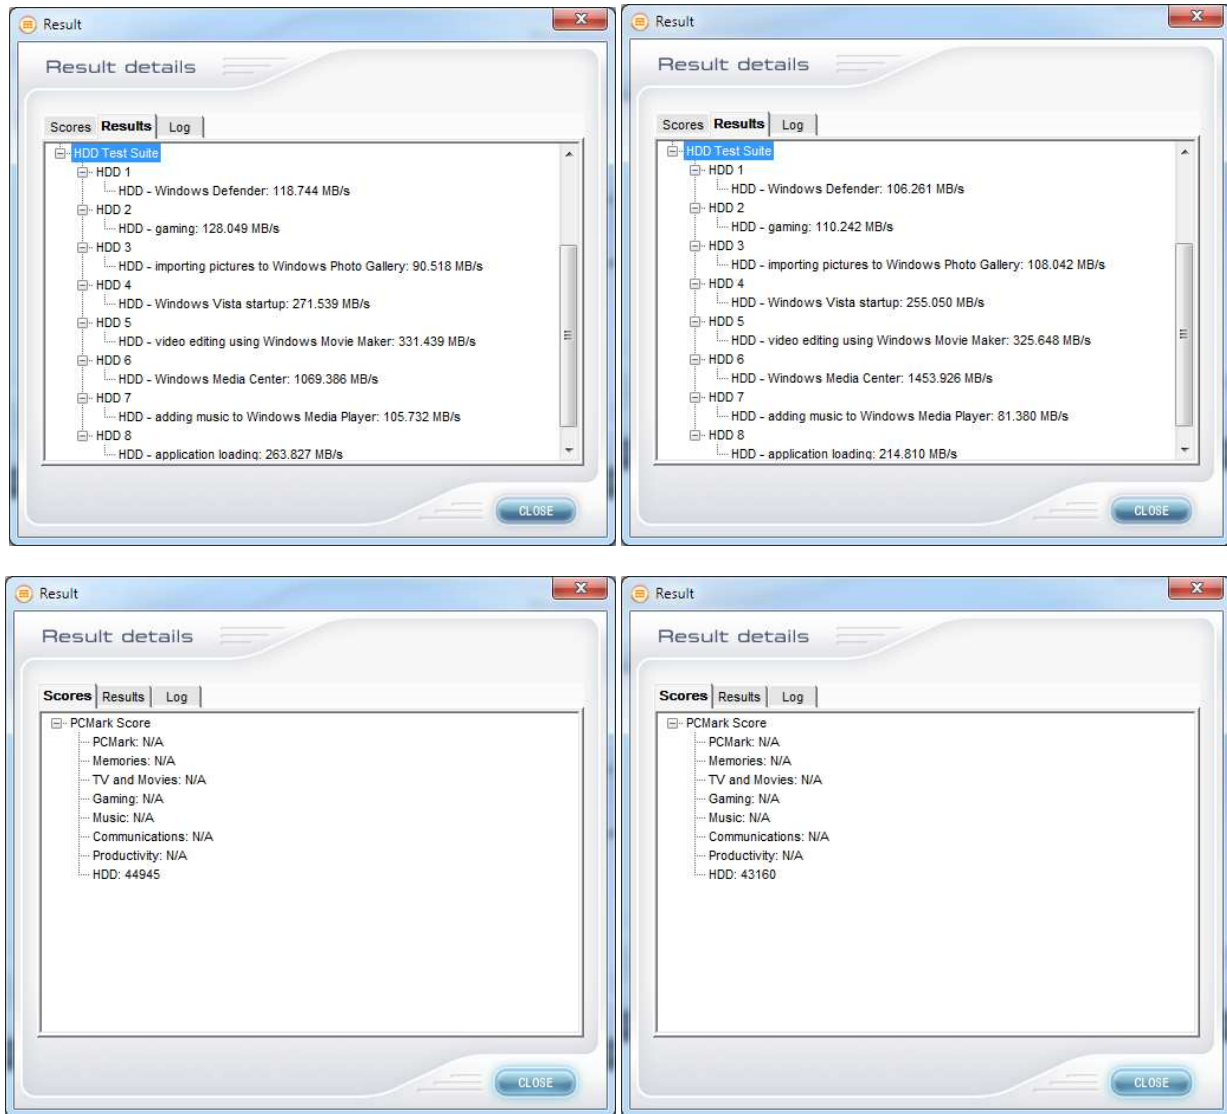 Result
Result details
Scores Results Log
HDD Test Suite
HDD 1
HDD - Windows Defender: 118.744 MB/s
HDD 2
HDD - gaming: 128.049 MB/s
HDD 3
HDD - importing pictures to Windows Photo Gallery: 90.518 MB/s
HDD 4
HDD - Windows Vista startup: 271.539 MB/s
HDD 5
HDD - video editing using Windows Movie Maker: 331.439 MB/s
HDD 6
HDD - Windows Media Center: 1069.386 MB/s
HDD 7
HDD - adding music to Windows Media Player: 105.732 MB/s
HDD 8
HDD - application loading: 263.827 MB/s
CLOSE
Result
Result details
Scores Results Log
HDD Test Suite
HDD 1
HDD - Windows Defender: 106.261 MB/s
HDD 2
HDD - gaming: 110.242 MB/s
HDD 3
HDD - importing pictures to Windows Photo Gallery: 108.042 MB/s
HDD 4
HDD - Windows Vista startup: 255.050 MB/s
HDD 5
HDD - video editing using Windows Movie Maker: 325.648 MB/s
HDD 6
HDD - Windows Media Center: 1453.926 MB/s
HDD 7
HDD - adding music to Windows Media Player: 81.380 MB/s
HDD 8
HDD - application loading: 214.810 MB/s
CLOSE
Result
Result details
Scores Results Log
PCMark Score
PCMark: N/A
Memories: N/A
TV and Movies: N/A
Gaming: N/A
Music: N/A
Communications: N/A
Productivity: N/A
HDD: 44945
CLOSE
Result
Result details
Scores Results Log
PCMark Score
PCMark: N/A
Memories: N/A
TV and Movies: N/A
Gaming: N/A
Music: N/A
Communications: N/A
Productivity: N/A
HDD: 43160
CLOSE